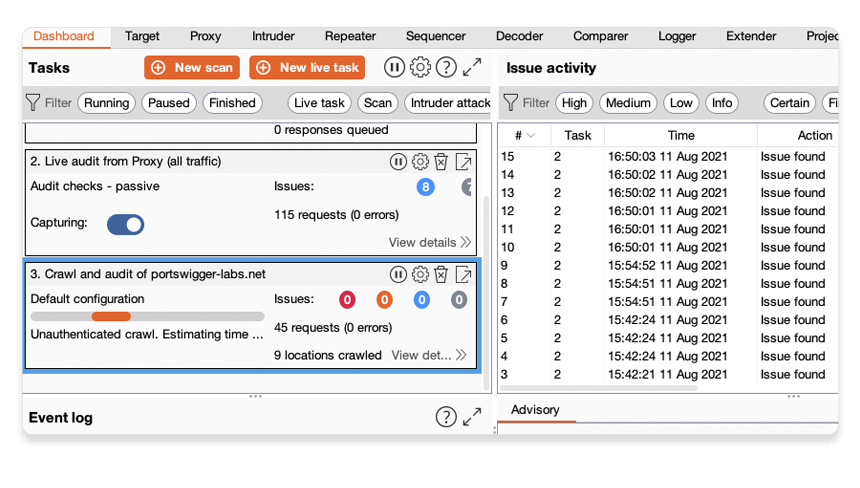 Dashboard Target Proxy Intruder Repeater Sequencer Decoder Comparer Logger Extender Projec
Tasks New scan New live task
Filter Running Paused Finished Live task Scan Intruder attack
0 responses queued
2. Live audit from Proxy (all traffic)
Audit checks - passive Issues: 8 7
115 requests (0 errors)
Capturing:
View details
3. Crawl and audit of portswigger-labs.net
Default configuration Issues: 0 0 0 0
45 requests (0 errors)
Unauthenticated crawl. Estimating time ...
9 locations crawled View det...
Event log
Issue activity
Filter High Medium Low Info Certain Fi
# Task Time Action
15 2 16:50:03 11 Aug 2021 Issue found
14 2 16:50:02 11 Aug 2021 Issue found
13 2 16:50:02 11 Aug 2021 Issue found
12 2 16:50:01 11 Aug 2021 Issue found
11 2 16:50:01 11 Aug 2021 Issue found
10 2 16:50:01 11 Aug 2021 Issue found
9 2 15:54:52 11 Aug 2021 Issue found
8 2 15:54:51 11 Aug 2021 Issue found
7 2 15:54:51 11 Aug 2021 Issue found
6 2 15:42:24 11 Aug 2021 Issue found
5 2 15:42:24 11 Aug 2021 Issue found
4 2 15:42:24 11 Aug 2021 Issue found
3 2 15:42:21 11 Aug 2021 Issue found
Advisory